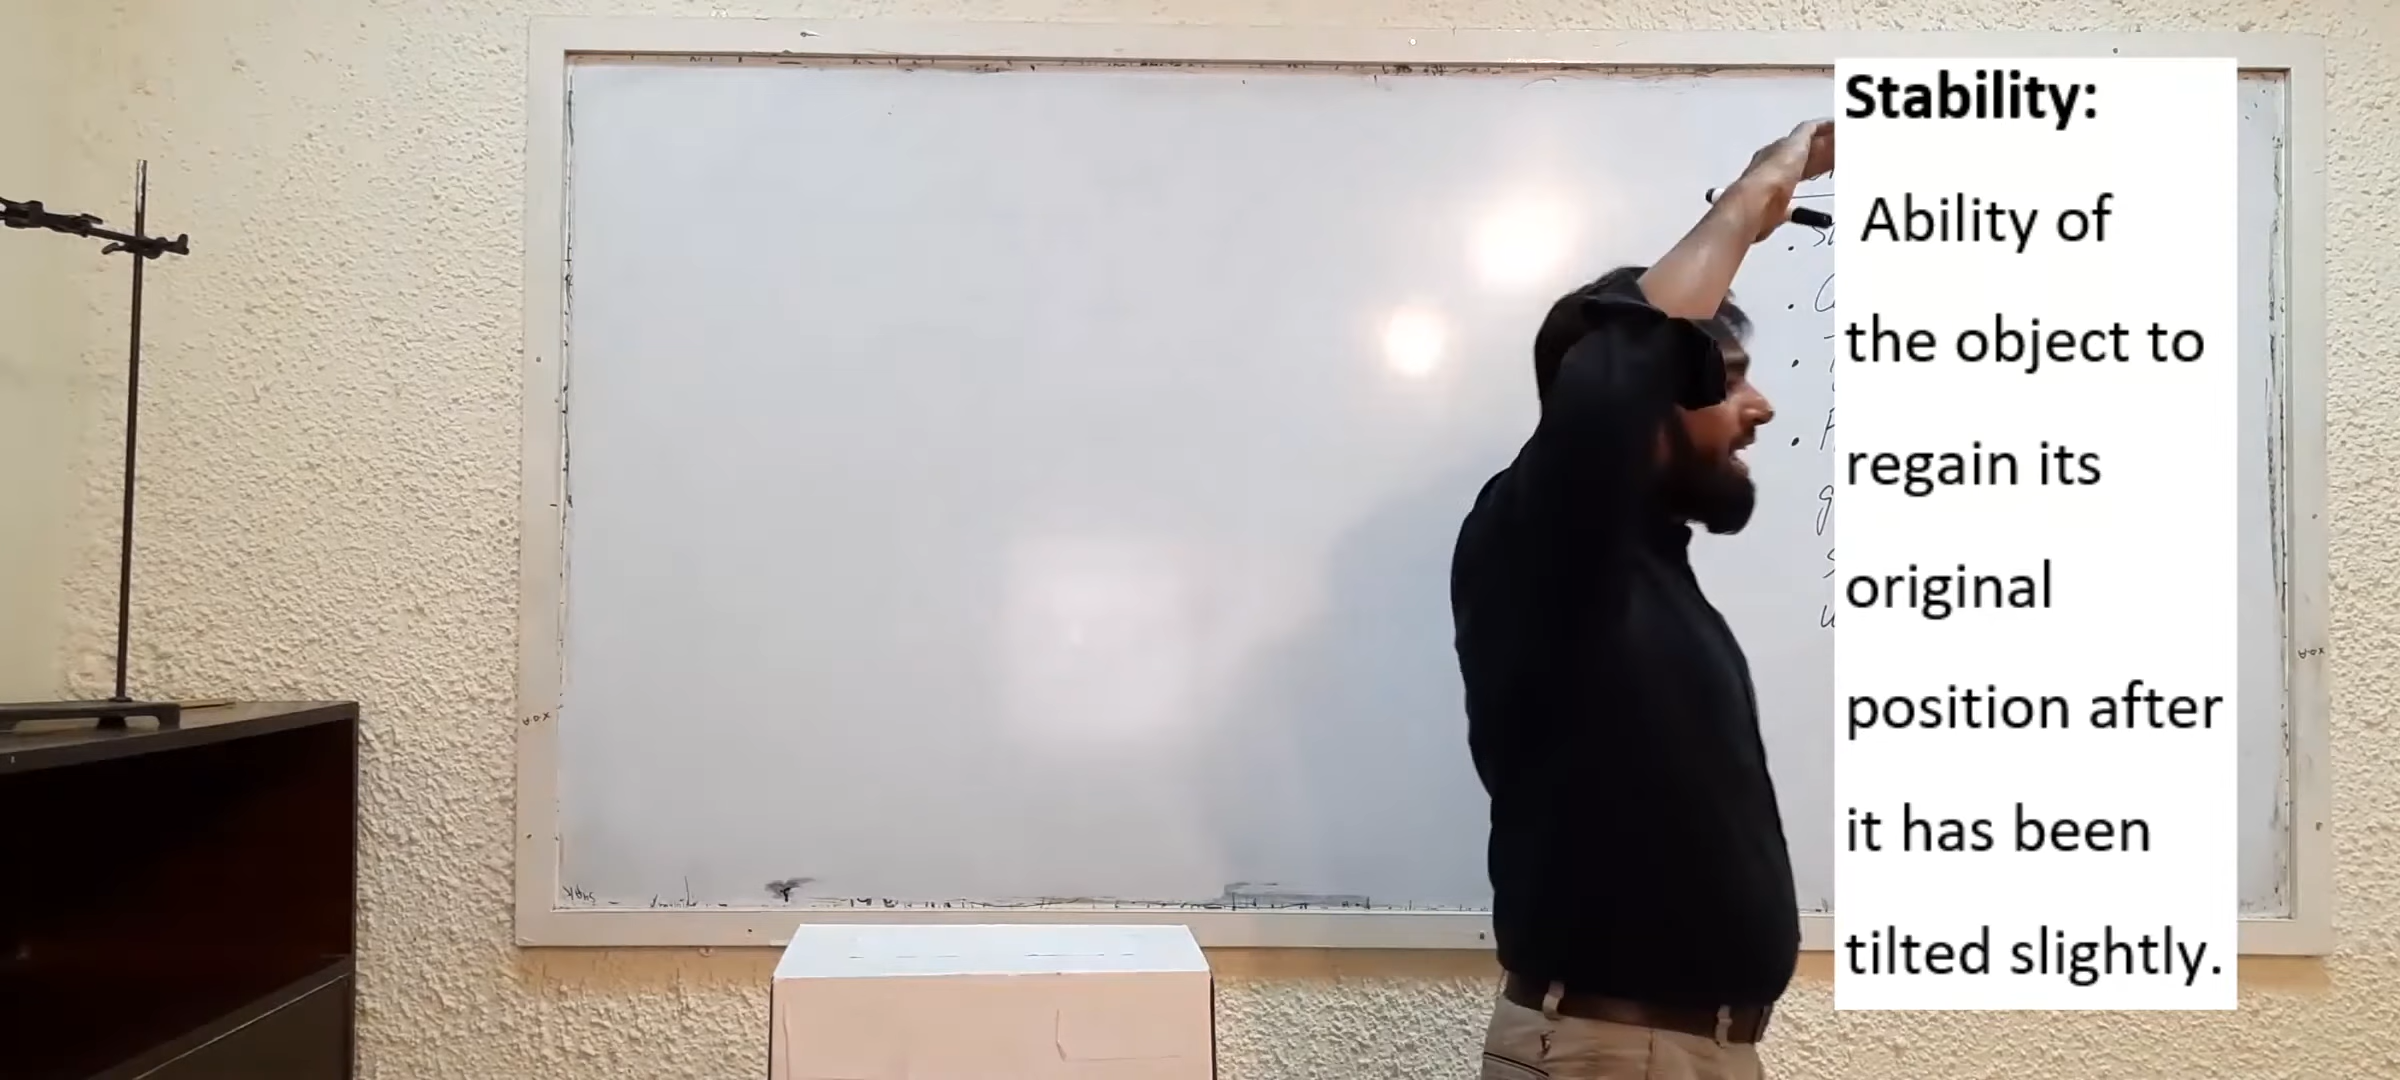 Stability:
Ability of
the object to
regain its
original
position after
it has been
tilted slightly.